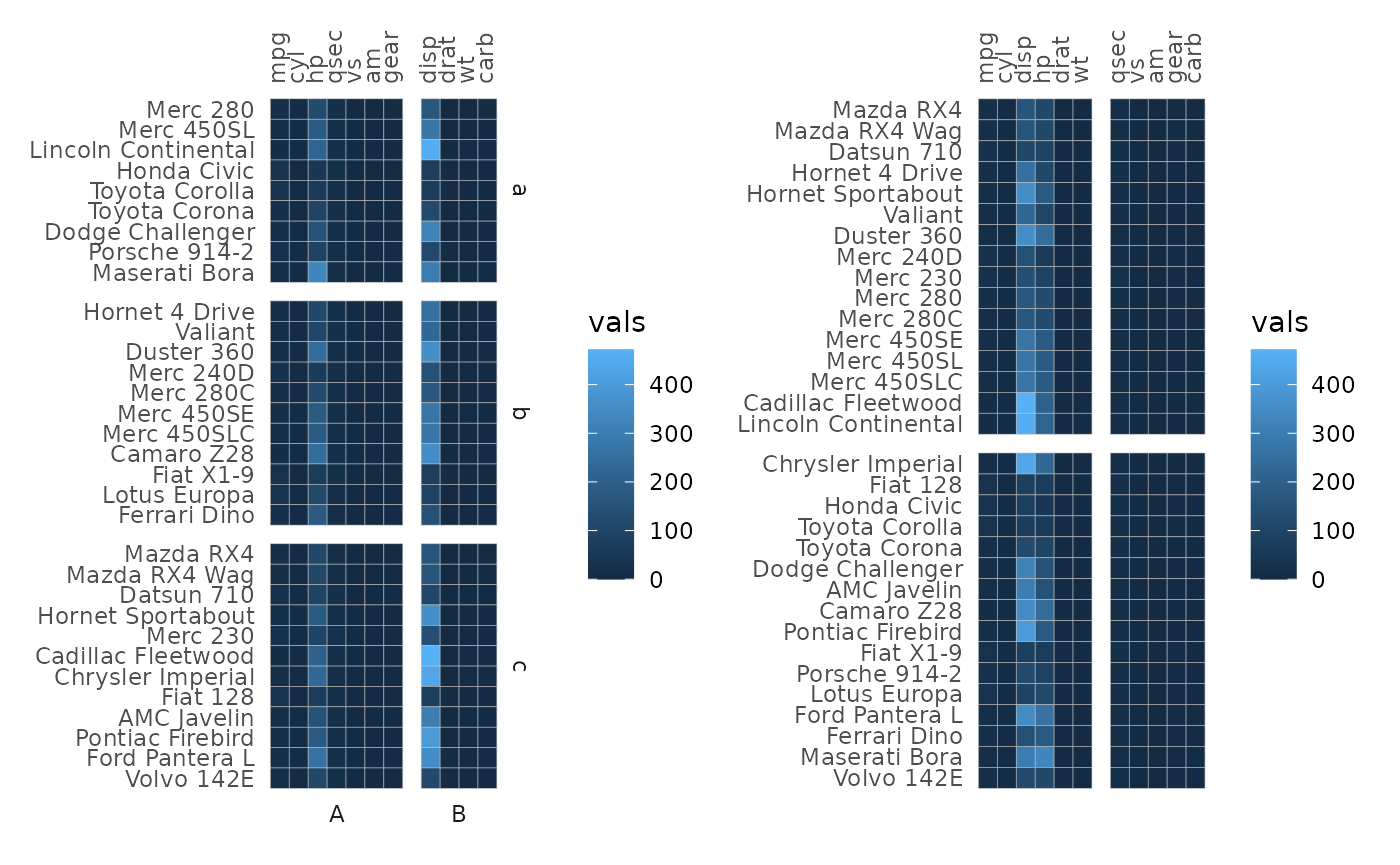 mpg cyl hp qsec vs am gear disp drat wt carb
Merc 280
Merc 450SL
Lincoln Continental
Honda Civic
Toyota Corolla
Toyota Corona
Dodge Challenger
Porsche 914-2
Maserati Bora
a
Hornet 4 Drive
Valiant
Duster 360
Merc 240D
Merc 280C
Merc 450SE
Merc 450SLC
Camaro Z28
Fiat X1-9
Lotus Europa
Ferrari Dino
b
Mazda RX4
Mazda RX4 Wag
Datsun 710
Hornet Sportabout
Merc 230
Cadillac Fleetwood
Chrysler Imperial
Fiat 128
AMC Javelin
Pontiac Firebird
Ford Pantera L
Volvo 142E
c
A B
vals
400
300
200
100
0
mpg cyl disp hp drat wt qsec vs am gear carb
Mazda RX4
Mazda RX4 Wag
Datsun 710
Hornet 4 Drive
Hornet Sportabout
Valiant
Duster 360
Merc 240D
Merc 230
Merc 280
Merc 280C
Merc 450SE
Merc 450SL
Merc 450SLC
Cadillac Fleetwood
Lincoln Continental
Chrysler Imperial
Fiat 128
Honda Civic
Toyota Corolla
Toyota Corona
Dodge Challenger
AMC Javelin
Camaro Z28
Pontiac Firebird
Fiat X1-9
Porsche 914-2
Lotus Europa
Ford Pantera L
Ferrari Dino
Maserati Bora
Volvo 142E
vals
400
300
200
100
0